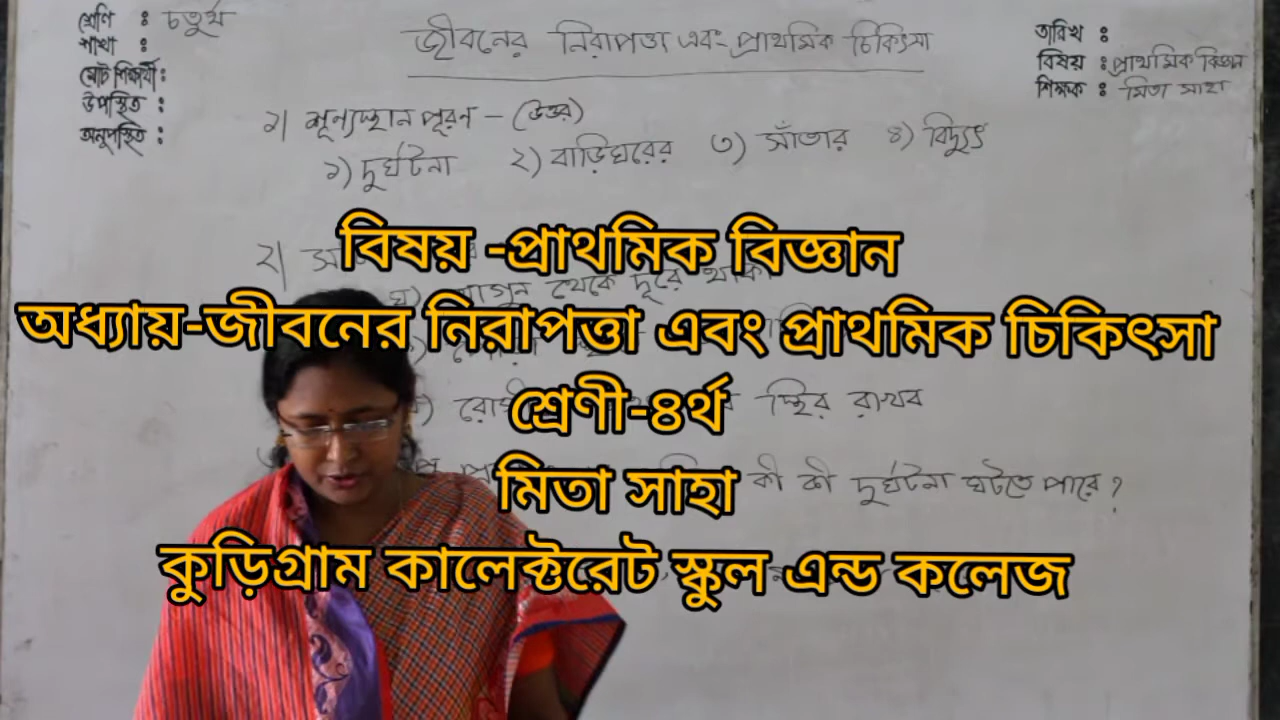 শ্রেণি : চতুর্থ
শাখা :
মোট শিক্ষার্থী:
উপস্থিত :
অনুপস্থিত :
জীবনের নিরাপত্তা এবং প্রাথমিক চিকিৎসা
তারিখ :
বিষয় : প্রাথমিক বিজ্ঞান
শিক্ষক : মিতা সাহা
১| শূন্যস্থান পূরণ – (উত্তর)
১) দুর্ঘটনা ২) বাড়িঘরের ৩) সাঁতার ৪) বিদ্যুৎ
২|
বিষয় -প্রাথমিক বিজ্ঞান
থেকে দূরে
অধ্যায়-জীবনের নিরাপত্তা এবং প্রাথমিক চিকিৎসা
শ্রেণী-৪র্থ
স্থির রাখব
মিতা সাহা
কী কী দুর্ঘটনা ঘটতে পারে ?
কুড়িগ্রাম কালেক্টরেট স্কুল এন্ড কলেজ